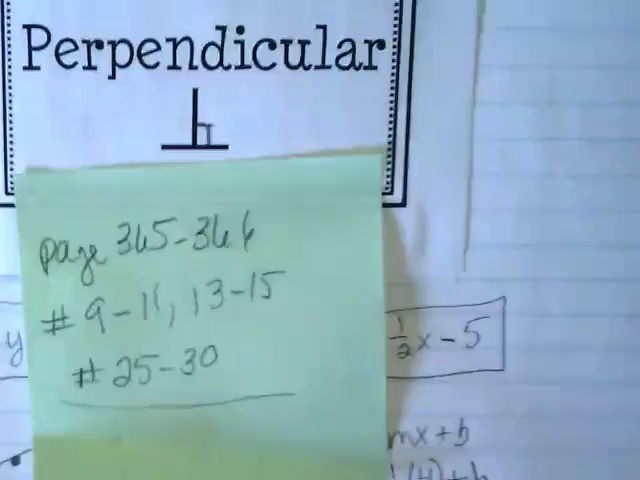 Perpendicular
page 365-366
# 9-11, 13-15
# 25-30
y
1/2x - 5
mx + b